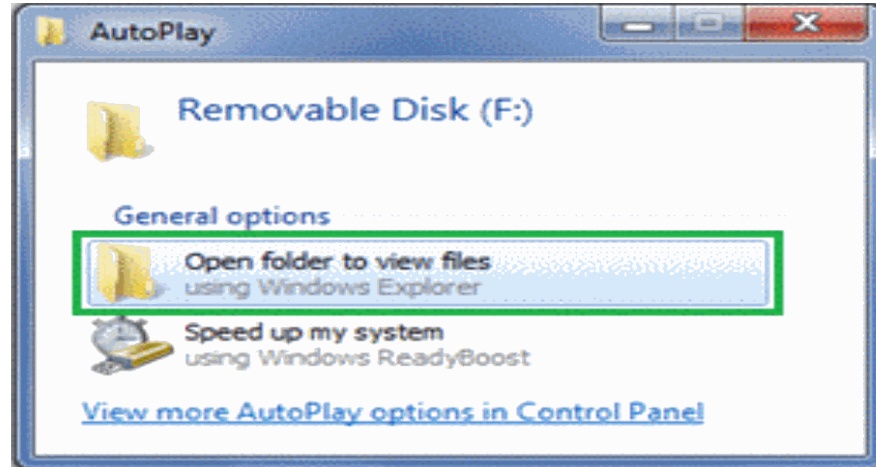 AutoPlay
Removable Disk (F:)
General options
Open folder to view files
using Windows Explorer
Speed up my system
using Windows ReadyBoost
View more AutoPlay options in Control Panel